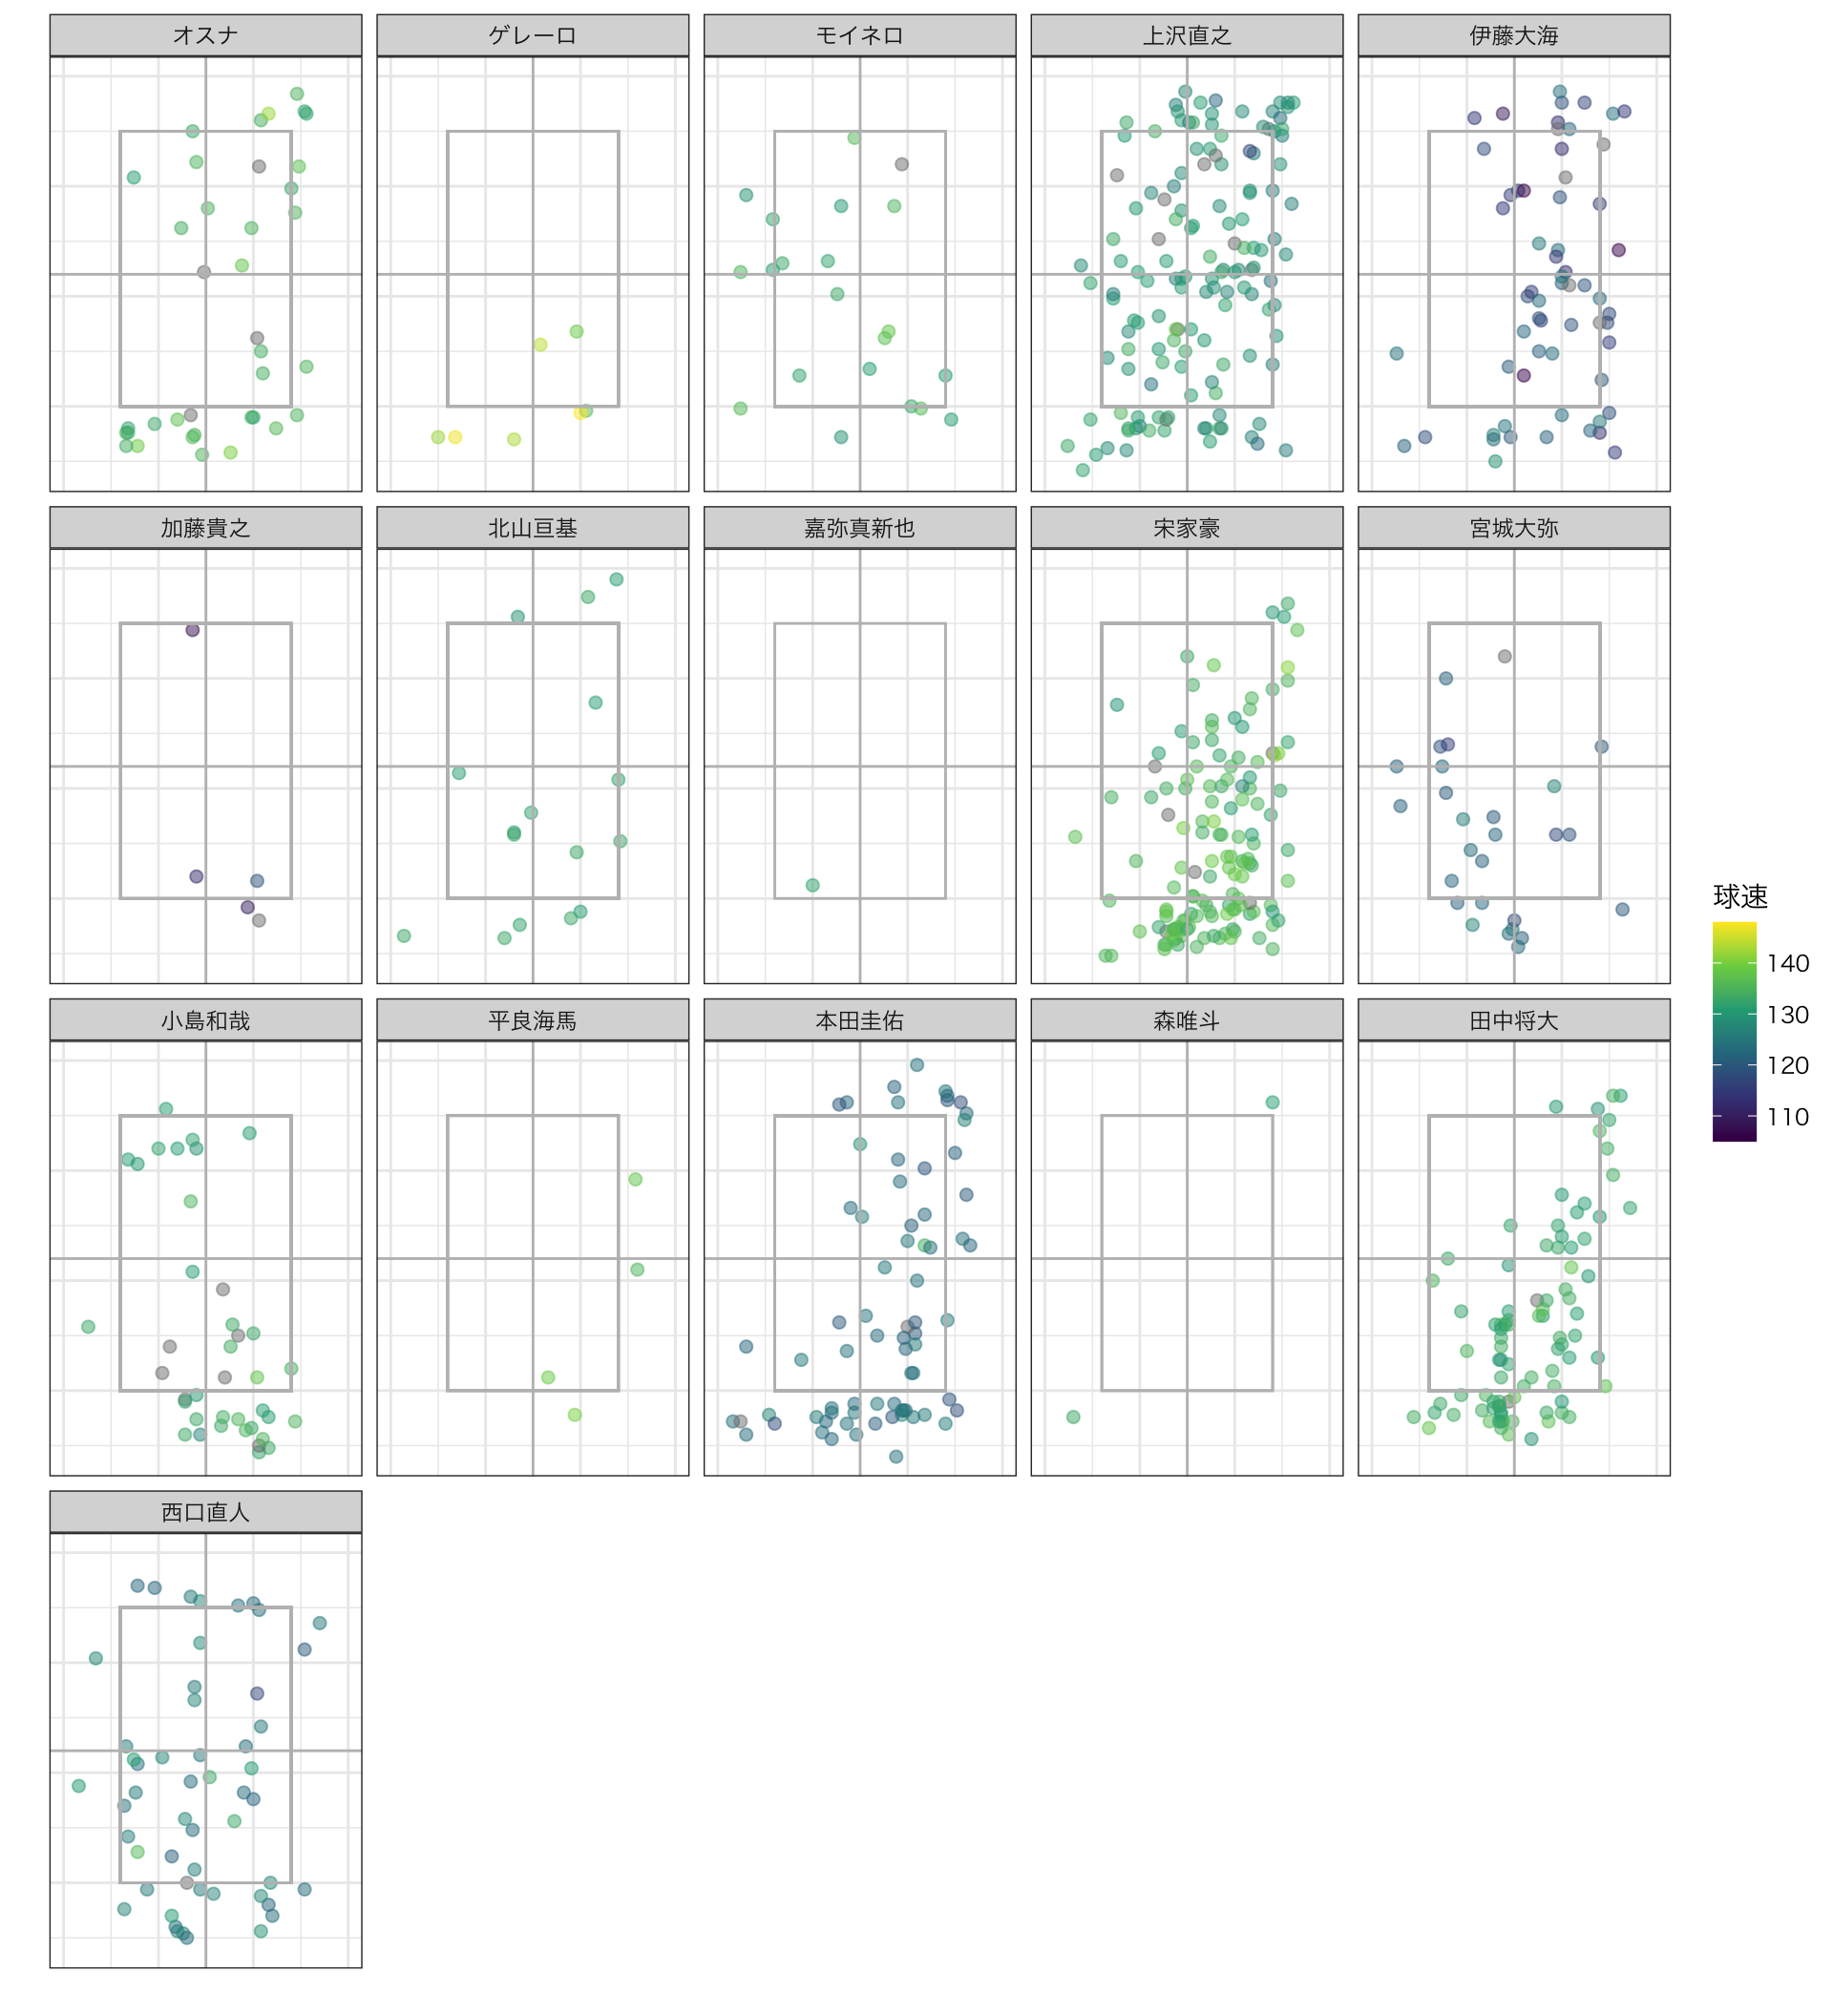 オスナ
ゲレーロ
モイネロ
上沢直之
伊藤大海
加藤貴之
北山亘基
嘉弥真新也
宋家豪
宮城大弥
小島和哉
平良海馬
本田圭佑
森唯斗
田中将大
西口直人
球速
140
130
120
110